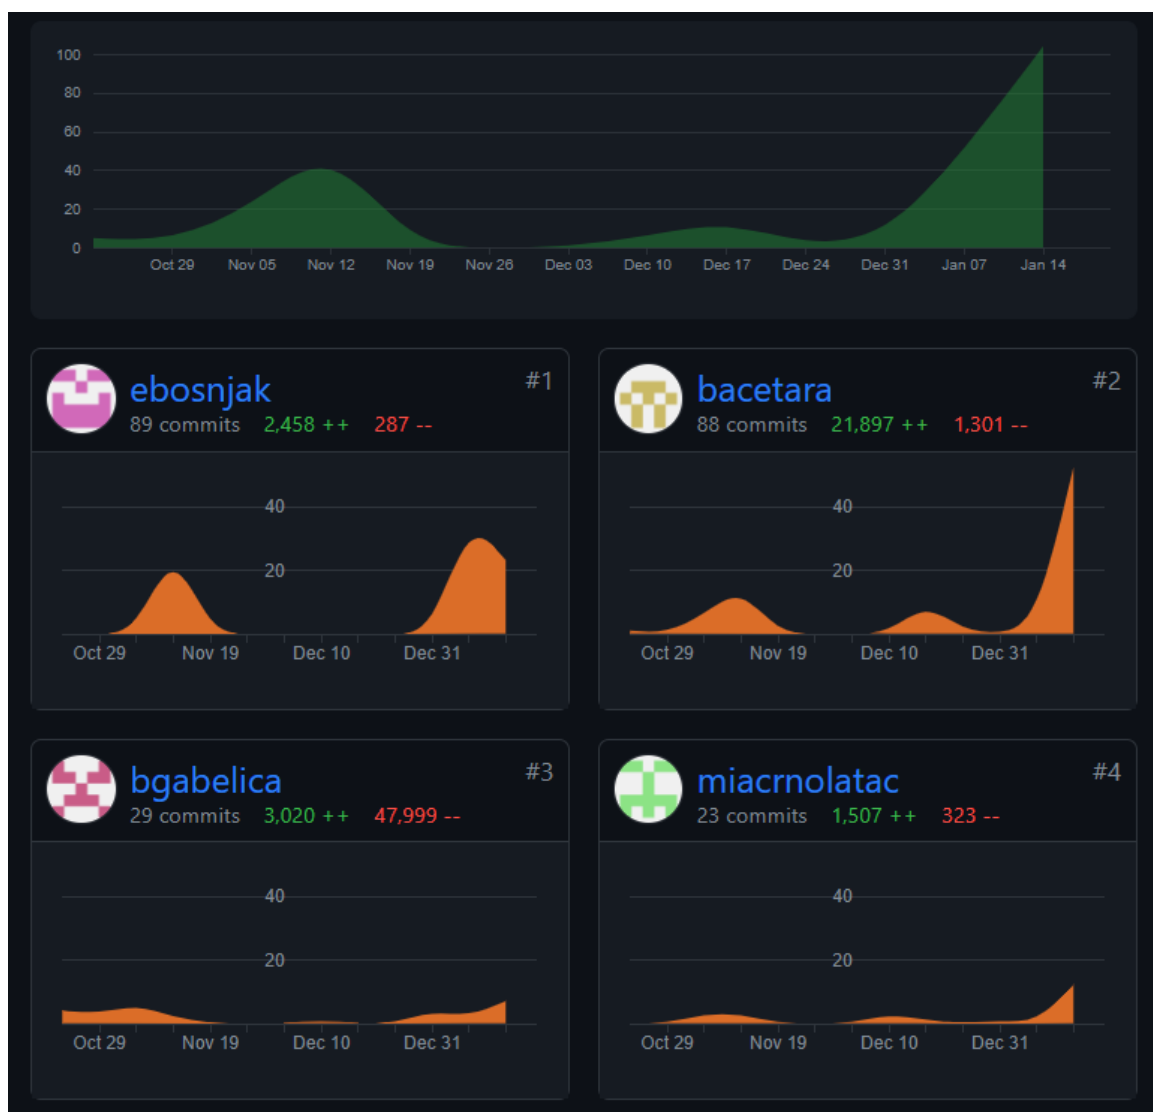 100
80
60
40
20
0
Oct 29 Nov 05 Nov 12 Nov 19 Nov 26 Dec 03 Dec 10 Dec 17 Dec 24 Dec 31 Jan 07 Jan 14
ebosnjak #1
89 commits 2,458 ++ 287 --
40
20
Oct 29 Nov 19 Dec 10 Dec 31
bacetara #2
88 commits 21,897 ++ 1,301 --
40
20
Oct 29 Nov 19 Dec 10 Dec 31
bgabelica #3
29 commits 3,020 ++ 47,999 --
40
20
Oct 29 Nov 19 Dec 10 Dec 31
miacrnolatac #4
23 commits 1,507 ++ 323 --
40
20
Oct 29 Nov 19 Dec 10 Dec 31